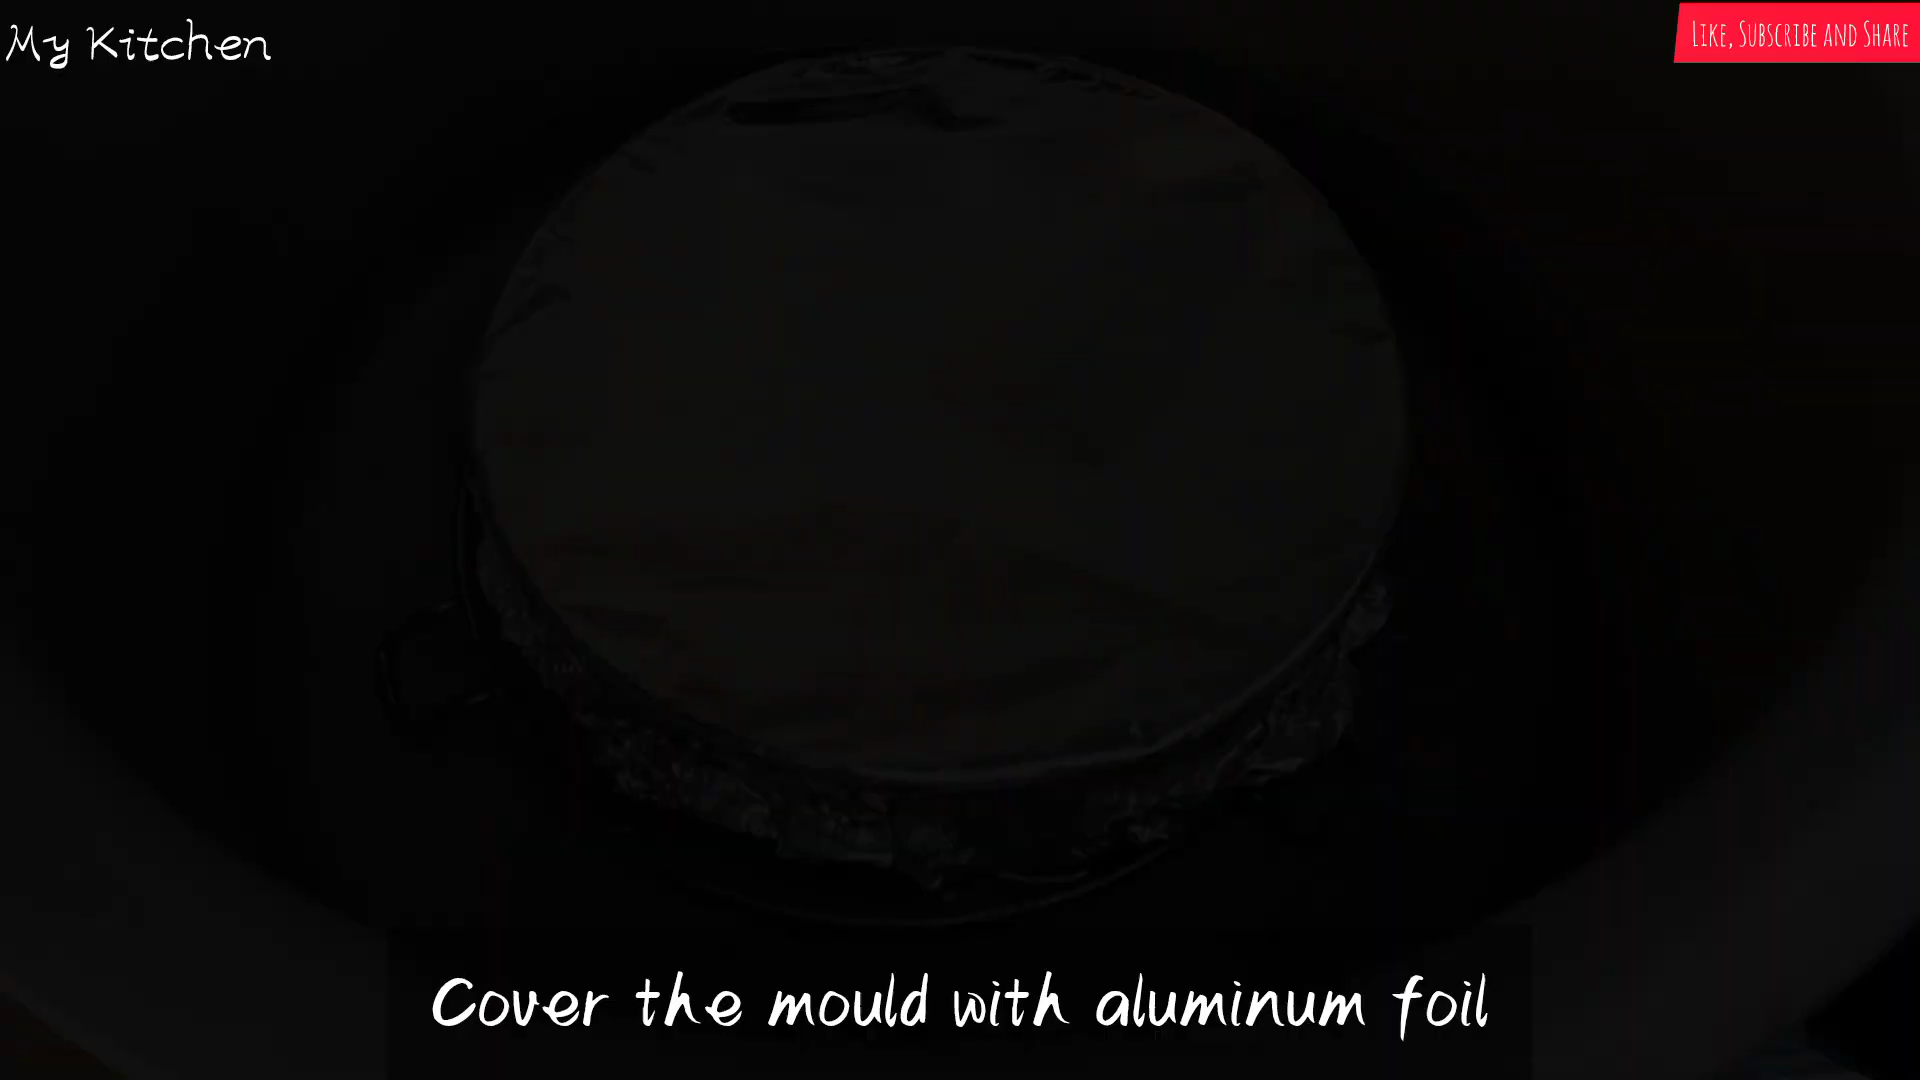 My Kitchen
Like, Subscribe and Share
Cover the mould with aluminum foil